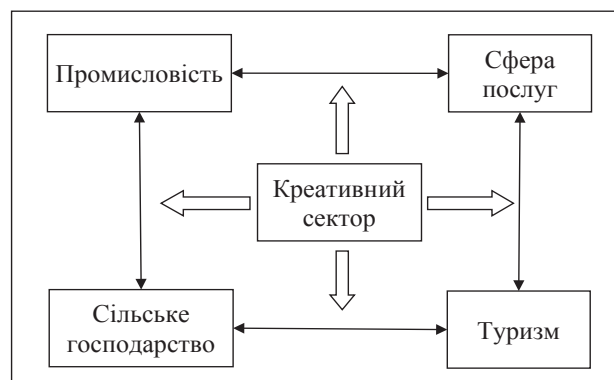 Промисловість
Сфера
послуг
Креативний
сектор
Сільське
господарство
Туризм